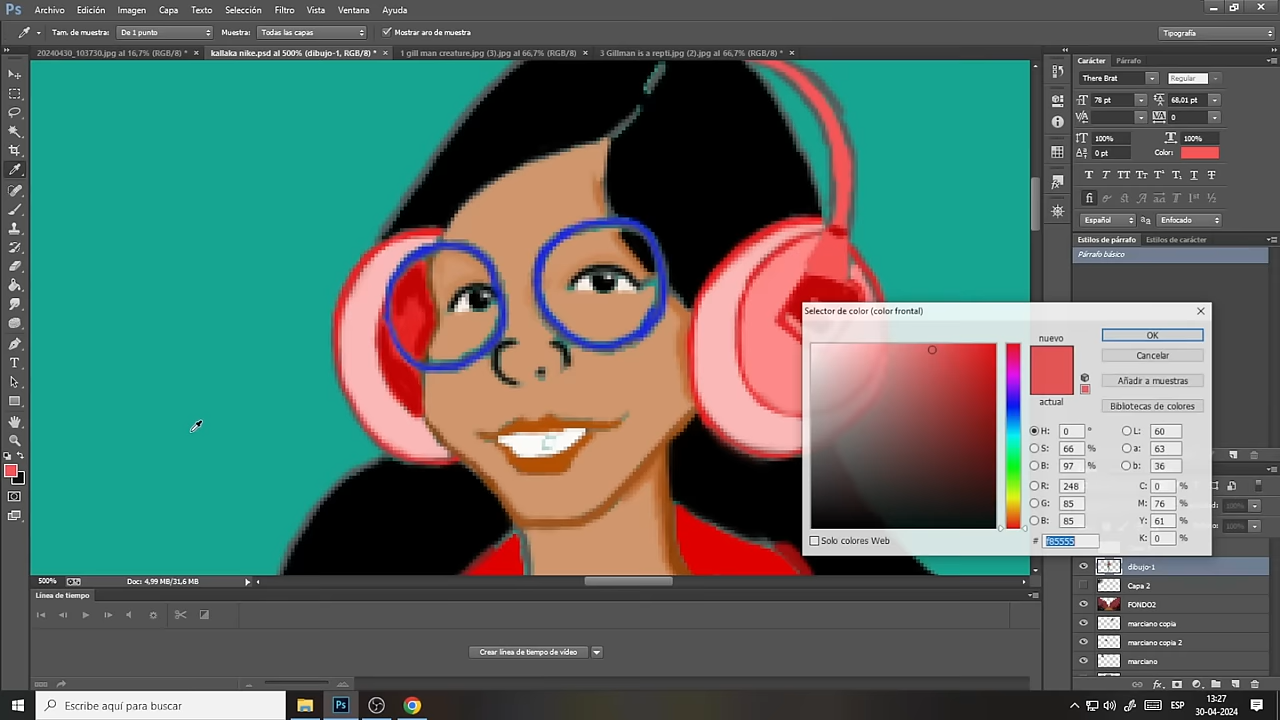 Ps Archivo Edición Imagen Capa Texto Selección Filtro Vista Ventana Ayuda
Tam. de muestra: De 1 punto Muestra: Todas las capas Mostrar aro de muestra Tipografía
20240430_103730.jpg al 16,7% (RGB/8) * × kallaka nike.psd al 500% (dibujo-1, RGB/8) * × 1 gill man creature.jpg (3).jpg al 66,7% (RGB/8) × 3 Gillman is a repti.jpg (2).jpg al 66,7% (RGB/8) * ×
Carácter Párrafo
There Brat Regular
78 pt 68,01 pt
0
100% 100%
0 pt Color:
Español Enfocado
Estilos de párrafo Estilos de carácter
Párrafo básico
Selector de color (color frontal)
nuevo
actual
OK
Cancelar
Añadir a muestras
Bibliotecas de colores
H: 0 ° L: 60
S: 66 % a: 63
B: 97 % b: 36
R: 248 C: 0 %
G: 85 M: 76 %
B: 85 Y: 61 %
# f85555 K: 0 %
Solo colores Web
dibujo-1
Capa 2
FONDO2
marciano copia
marciano copia 2
marciano
500% Doc: 4,99 MB/31,6 MB
Línea de tiempo
Crear línea de tiempo de vídeo
Escribe aquí para buscar
ESP
13:27
30-04-2024